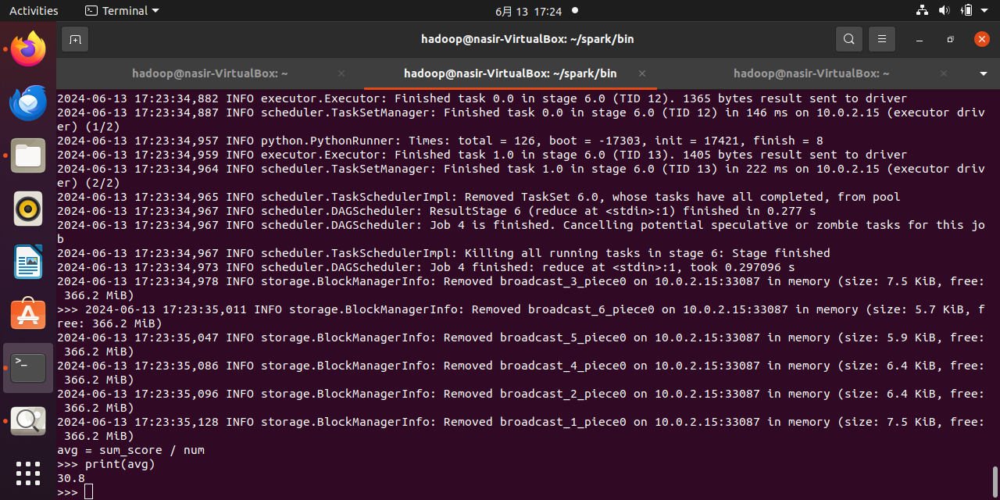 Activities
Terminal
6月 13 17:24
hadoop@nasir-VirtualBox: ~/spark/bin
hadoop@nasir-VirtualBox: ~
hadoop@nasir-VirtualBox: ~/spark/bin
hadoop@nasir-VirtualBox: ~
2024-06-13 17:23:34,882 INFO executor.Executor: Finished task 0.0 in stage 6.0 (TID 12). 1365 bytes result sent to driver
2024-06-13 17:23:34,887 INFO scheduler.TaskSetManager: Finished task 0.0 in stage 6.0 (TID 12) in 146 ms on 10.0.2.15 (executor driv
er) (1/2)
2024-06-13 17:23:34,957 INFO python.PythonRunner: Times: total = 126, boot = -17303, init = 17421, finish = 8
2024-06-13 17:23:34,959 INFO executor.Executor: Finished task 1.0 in stage 6.0 (TID 13). 1405 bytes result sent to driver
2024-06-13 17:23:34,964 INFO scheduler.TaskSetManager: Finished task 1.0 in stage 6.0 (TID 13) in 222 ms on 10.0.2.15 (executor driv
er) (2/2)
2024-06-13 17:23:34,965 INFO scheduler.TaskSchedulerImpl: Removed TaskSet 6.0, whose tasks have all completed, from pool
2024-06-13 17:23:34,967 INFO scheduler.DAGScheduler: ResultStage 6 (reduce at <stdin>:1) finished in 0.277 s
2024-06-13 17:23:34,967 INFO scheduler.DAGScheduler: Job 4 is finished. Cancelling potential speculative or zombie tasks for this jo
b
2024-06-13 17:23:34,967 INFO scheduler.TaskSchedulerImpl: Killing all running tasks in stage 6: Stage finished
2024-06-13 17:23:34,973 INFO scheduler.DAGScheduler: Job 4 finished: reduce at <stdin>:1, took 0.297096 s
2024-06-13 17:23:34,978 INFO storage.BlockManagerInfo: Removed broadcast_3_piece0 on 10.0.2.15:33087 in memory (size: 7.5 KiB, free:
 366.2 MiB)
>>> 2024-06-13 17:23:35,011 INFO storage.BlockManagerInfo: Removed broadcast_6_piece0 on 10.0.2.15:33087 in memory (size: 5.7 KiB, f
ree: 366.2 MiB)
2024-06-13 17:23:35,047 INFO storage.BlockManagerInfo: Removed broadcast_5_piece0 on 10.0.2.15:33087 in memory (size: 5.9 KiB, free:
 366.2 MiB)
2024-06-13 17:23:35,086 INFO storage.BlockManagerInfo: Removed broadcast_4_piece0 on 10.0.2.15:33087 in memory (size: 6.4 KiB, free:
 366.2 MiB)
2024-06-13 17:23:35,096 INFO storage.BlockManagerInfo: Removed broadcast_2_piece0 on 10.0.2.15:33087 in memory (size: 6.4 KiB, free:
 366.2 MiB)
2024-06-13 17:23:35,128 INFO storage.BlockManagerInfo: Removed broadcast_1_piece0 on 10.0.2.15:33087 in memory (size: 7.5 KiB, free:
 366.2 MiB)
avg = sum_score / num
>>> print(avg)
30.8
>>>